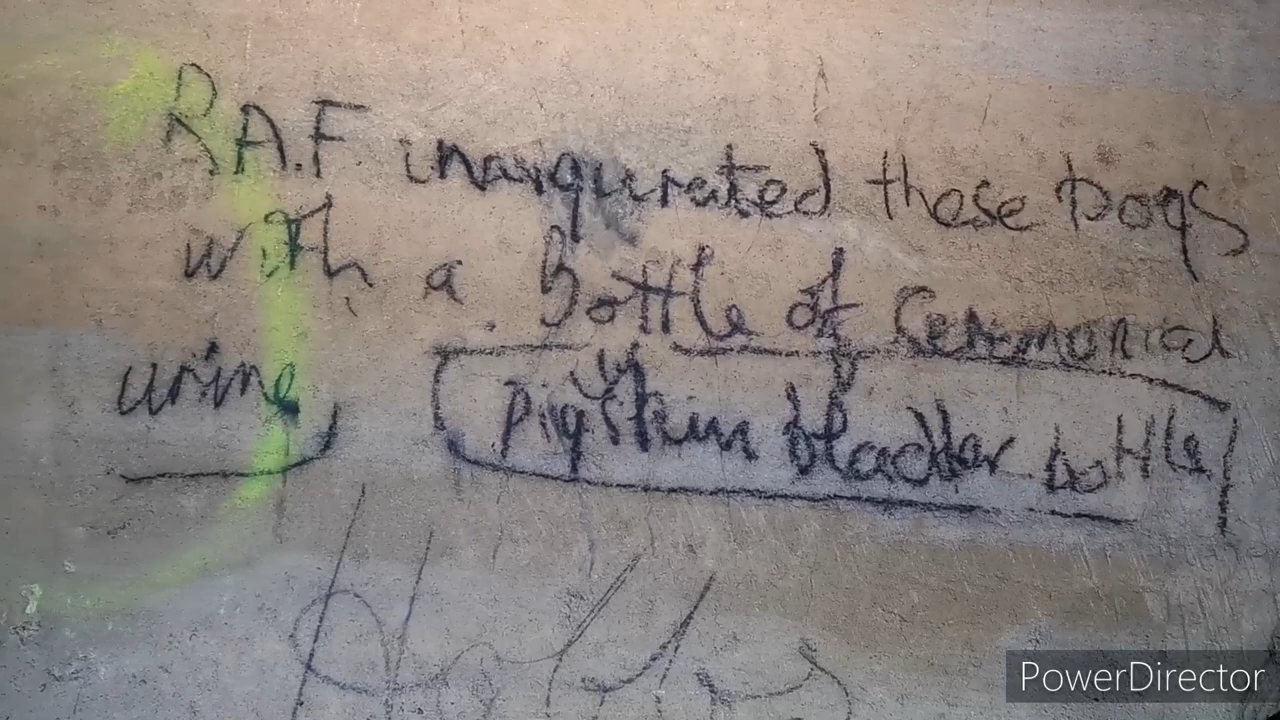 R.A.F inaugurated these Dogs
with a Bottle of Ceremonial
urine
pigskin bladder bottle
PowerDirector